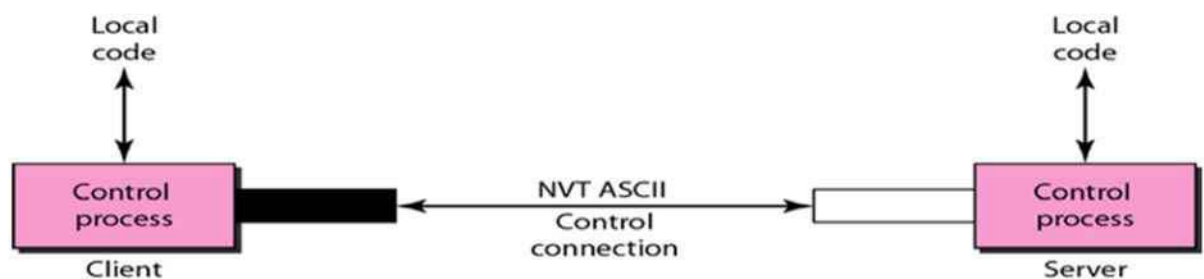 Local
code
Local
code
Control
process
NVT ASCII
Control
connection
Control
process
Client
Server